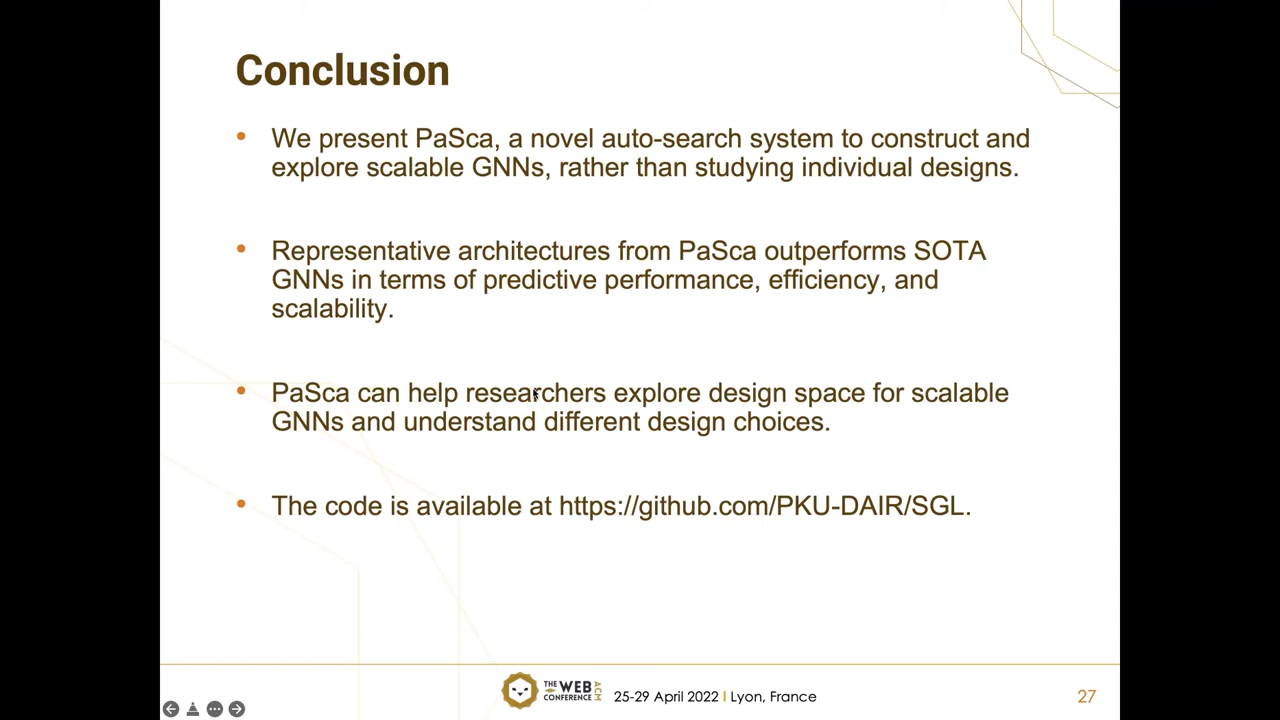 Conclusion
• We present PaSca, a novel auto-search system to construct and
explore scalable GNNs, rather than studying individual designs.
• Representative architectures from PaSca outperforms SOTA
GNNs in terms of predictive performance, efficiency, and
scalability.
• PaSca can help researchers explore design space for scalable
GNNs and understand different design choices.
• The code is available at https://github.com/PKU-DAIR/SGL.
THE WEB
CONFERENCE
ACM
25-29 April 2022 I Lyon, France
27